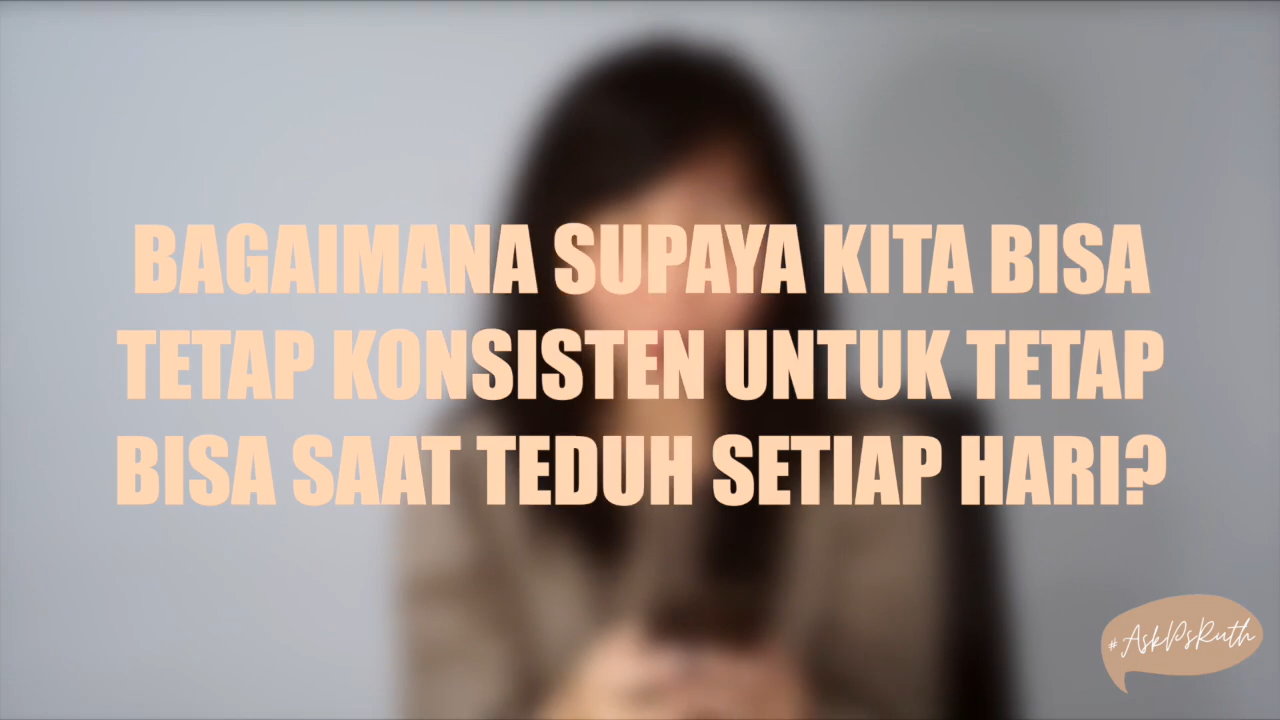 BAGAIMANA SUPAYA KITA BISA
TETAP KONSISTEN UNTUK TETAP
BISA SAAT TEDUH SETIAP HARI?
#AskPsRuth